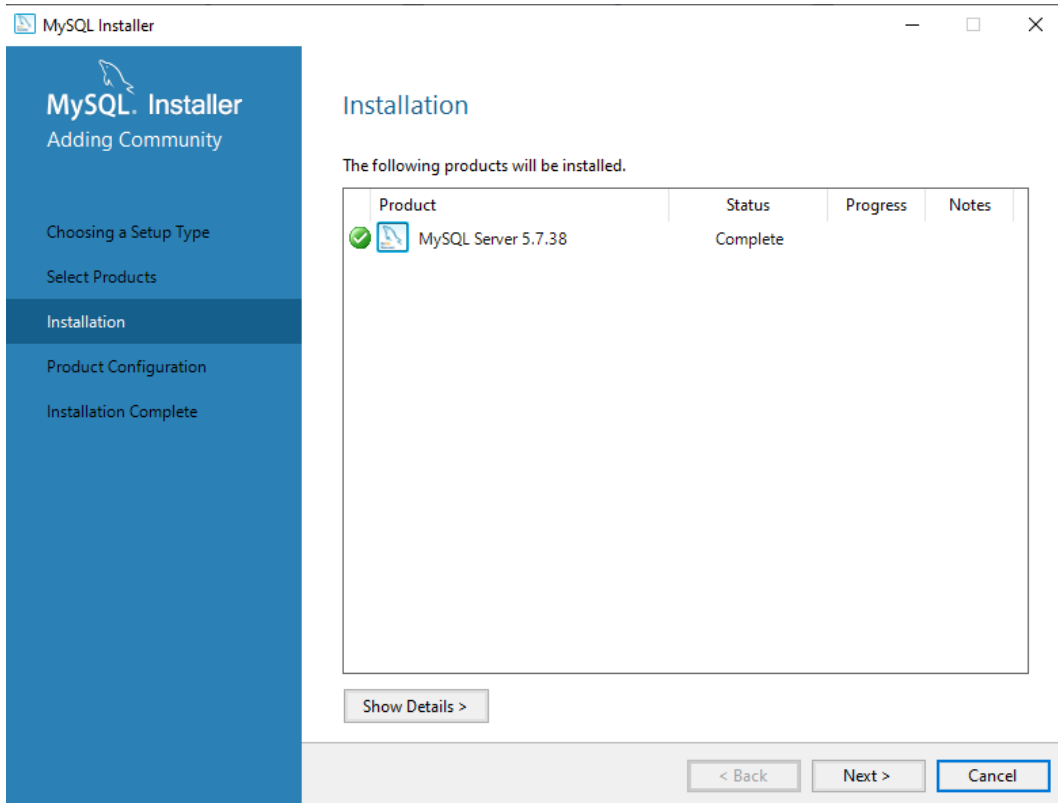 MySQL Installer
MySQL. Installer
Adding Community
Choosing a Setup Type
Select Products
Installation
Product Configuration
Installation Complete
Installation
The following products will be installed.
Product Status Progress Notes
MySQL Server 5.7.38 Complete
Show Details >
< Back Next > Cancel